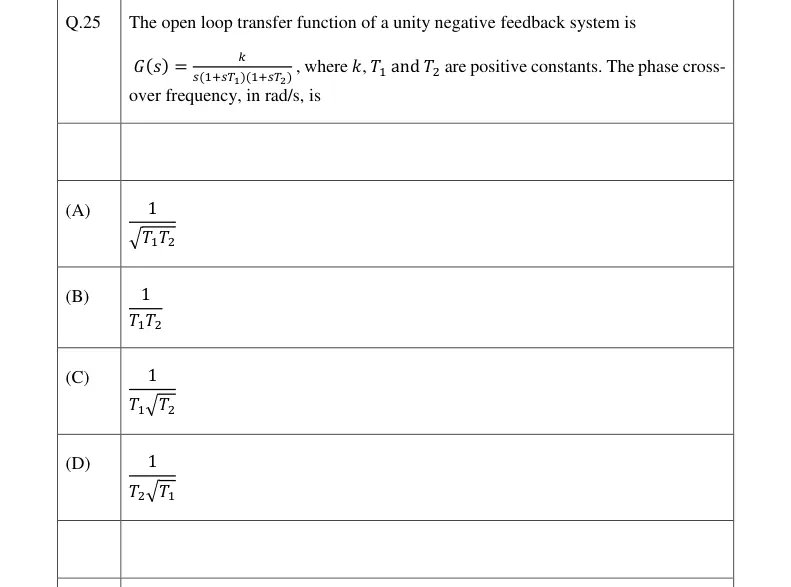 Q.25 The open loop transfer function of a unity negative feedback system is
G(s) = k / s(1+sT₁)(1+sT₂) , where k, T₁ and T₂ are positive constants. The phase cross-
over frequency, in rad/s, is
(A) 1 / √T₁T₂
(B) 1 / T₁T₂
(C) 1 / T₁√T₂
(D) 1 / T₂√T₁